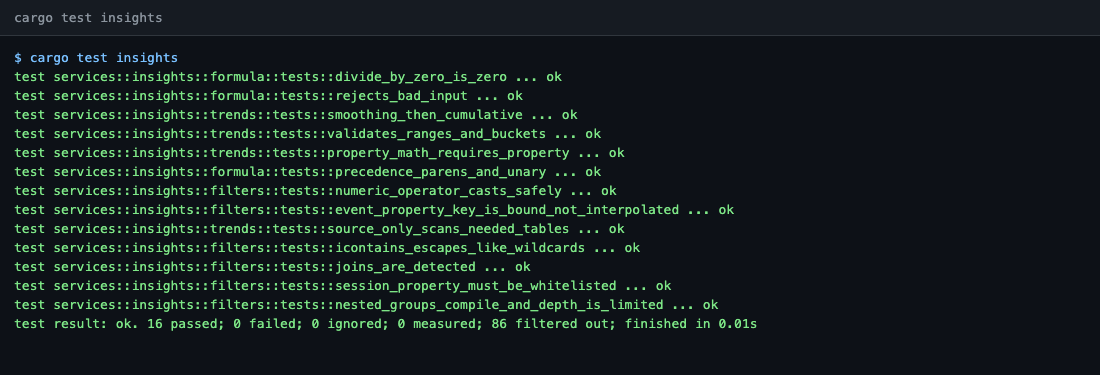 cargo test insights
$ cargo test insights
test services::insights::formula::tests::divide_by_zero_is_zero ... ok
test services::insights::formula::tests::rejects_bad_input ... ok
test services::insights::trends::tests::smoothing_then_cumulative ... ok
test services::insights::trends::tests::validates_ranges_and_buckets ... ok
test services::insights::trends::tests::property_math_requires_property ... ok
test services::insights::formula::tests::precedence_parens_and_unary ... ok
test services::insights::filters::tests::numeric_operator_casts_safely ... ok
test services::insights::filters::tests::event_property_key_is_bound_not_interpolated ... ok
test services::insights::trends::tests::source_only_scans_needed_tables ... ok
test services::insights::filters::tests::icontains_escapes_like_wildcards ... ok
test services::insights::filters::tests::joins_are_detected ... ok
test services::insights::filters::tests::session_property_must_be_whitelisted ... ok
test services::insights::filters::tests::nested_groups_compile_and_depth_is_limited ... ok
test result: ok. 16 passed; 0 failed; 0 ignored; 0 measured; 86 filtered out; finished in 0.01s